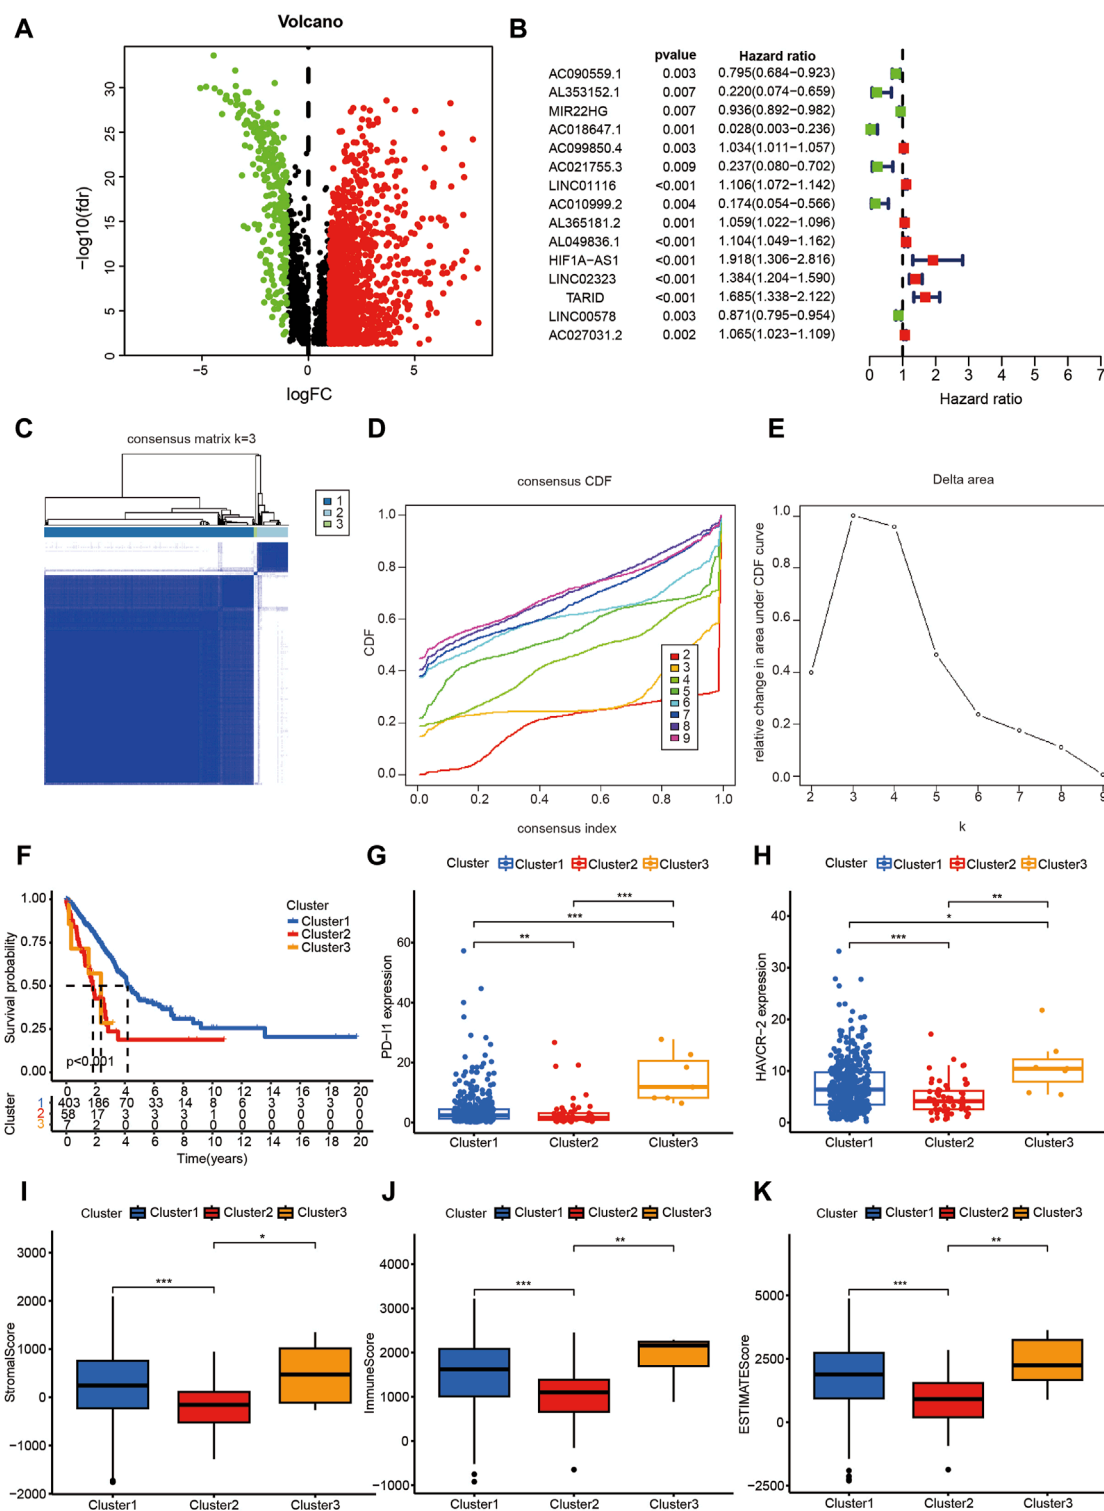 A
Volcano
−log10(fdr)
30
25
20
15
10
5
0
−5
0
5
logFC
B
pvalue Hazard ratio
AC090559.1 0.003 0.795(0.684−0.923)
AL353152.1 0.007 0.220(0.074−0.659)
MIR22HG 0.007 0.936(0.892−0.982)
AC018647.1 0.001 0.028(0.003−0.236)
AC099850.4 0.003 1.034(1.011−1.057)
AC021755.3 0.009 0.237(0.080−0.702)
LINC01116 <0.001 1.106(1.072−1.142)
AC010999.2 0.004 0.174(0.054−0.566)
AL365181.2 0.001 1.059(1.022−1.096)
AL049836.1 <0.001 1.104(1.049−1.162)
HIF1A−AS1 <0.001 1.918(1.306−2.816)
LINC02323 <0.001 1.384(1.204−1.590)
TARID <0.001 1.685(1.338−2.122)
LINC00578 0.003 0.871(0.795−0.954)
AC027031.2 0.002 1.065(1.023−1.109)
0 1 2 3 4 5 6 7
Hazard ratio
C
consensus matrix k=3
1
2
3
D
consensus CDF
CDF
1.0
0.8
0.6
0.4
0.2
0.0
2
3
4
5
6
7
8
9
0.0 0.2 0.4 0.6 0.8 1.0
consensus index
E
Delta area
relative change in area under CDF curve
1.0
0.8
0.6
0.4
0.2
0.0
2 3 4 5 6 7 8 9
k
F
Survival probability
1.00
0.75
0.50
0.25
0.00
Cluster
Cluster1
Cluster2
Cluster3
p<0.001
0 2 4 6 8 10 12 14 16 18 20
Cluster
1 403 186 70 33 14 8 6 3 3 2 0
2 58 17 3 3 3 1 0 0 0 0 0
3 7 2 0 0 0 0 0 0 0 0 0
0 2 4 6 8 10 12 14 16 18 20
Time(years)
G
Cluster Cluster1 Cluster2 Cluster3
PD−l1 expression
60
40
20
0
***
***
**
Cluster1 Cluster2 Cluster3
H
Cluster Cluster1 Cluster2 Cluster3
HAVCR−2 expression
40
30
20
10
0
**
*
***
Cluster1 Cluster2 Cluster3
I
Cluster Cluster1 Cluster2 Cluster3
StromalScore
3000
2000
1000
0
−1000
−2000
*
***
Cluster1 Cluster2 Cluster3
J
Cluster Cluster1 Cluster2 Cluster3
ImmuneScore
4000
3000
2000
1000
0
−1000
**
***
Cluster1 Cluster2 Cluster3
K
Cluster Cluster1 Cluster2 Cluster3
ESTIMATEScore
5000
2500
0
−2500
**
***
Cluster1 Cluster2 Cluster3